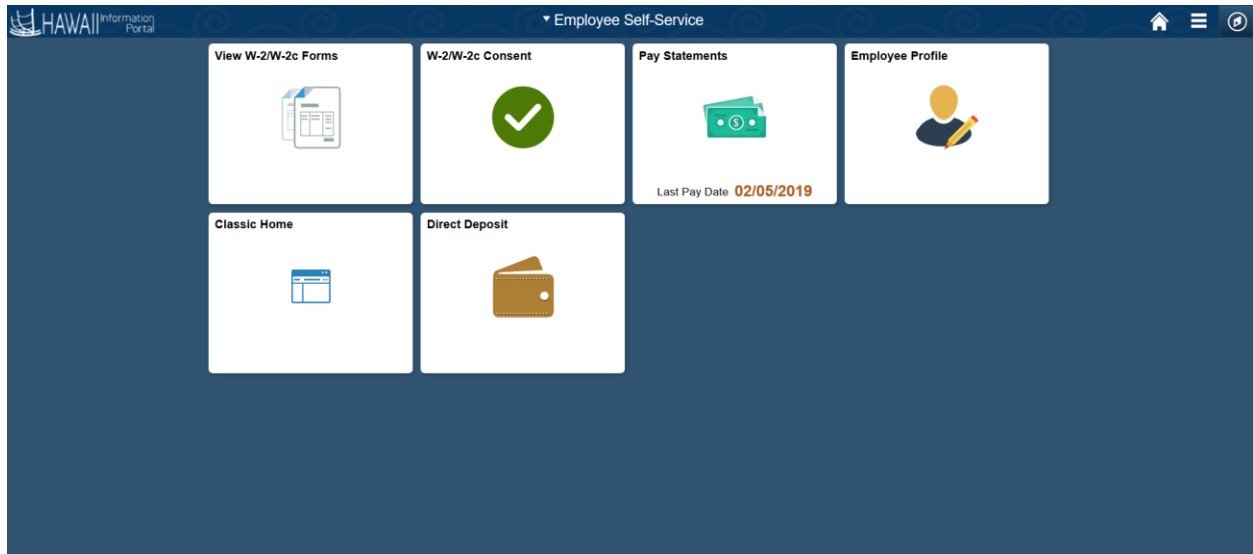 HAWAII Information Portal
Employee Self-Service
View W-2/W-2c Forms
W-2/W-2c Consent
Pay Statements
Employee Profile
Last Pay Date 02/05/2019
Classic Home
Direct Deposit